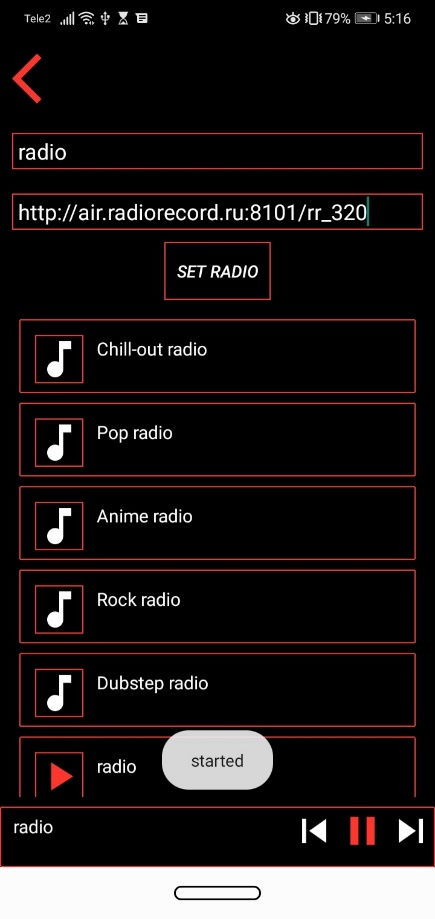 Tele2 79% 5:16
radio
http://air.radiorecord.ru:8101/rr_320
SET RADIO
Chill-out radio
Pop radio
Anime radio
Rock radio
Dubstep radio
radio
started
radio